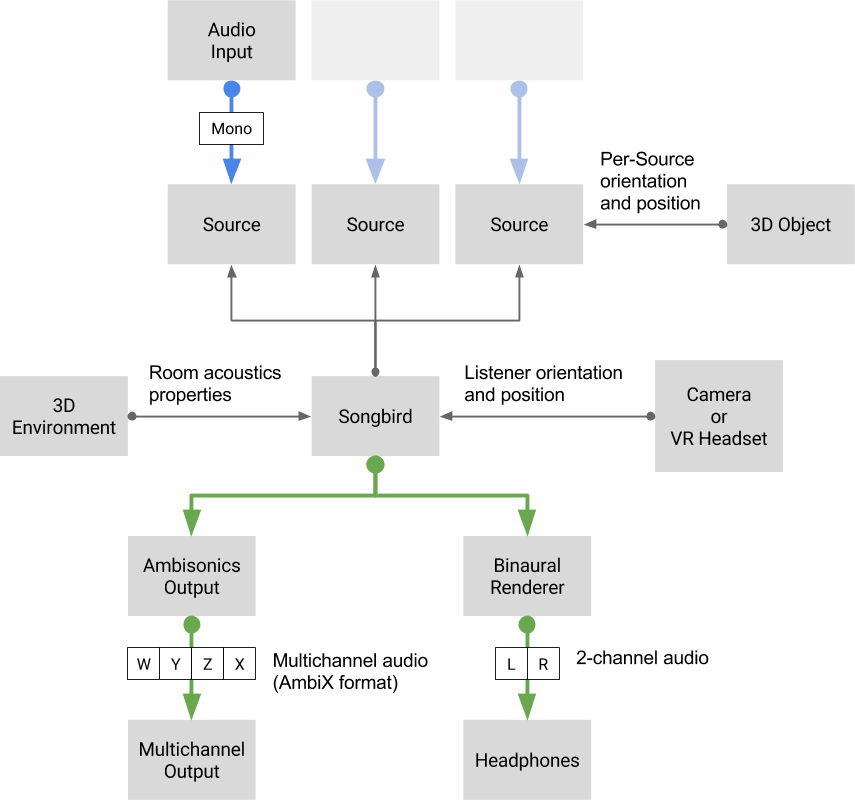 Audio
Input
Mono
Per-Source
orientation
and position
Source
Source
Source
3D Object
Room acoustics
properties
Listener orientation
and position
3D
Environment
Songbird
Camera
or
VR Headset
Ambisonics
Output
Binaural
Renderer
W Y Z X
Multichannel audio
(AmbiX format)
L R
2-channel audio
Multichannel
Output
Headphones